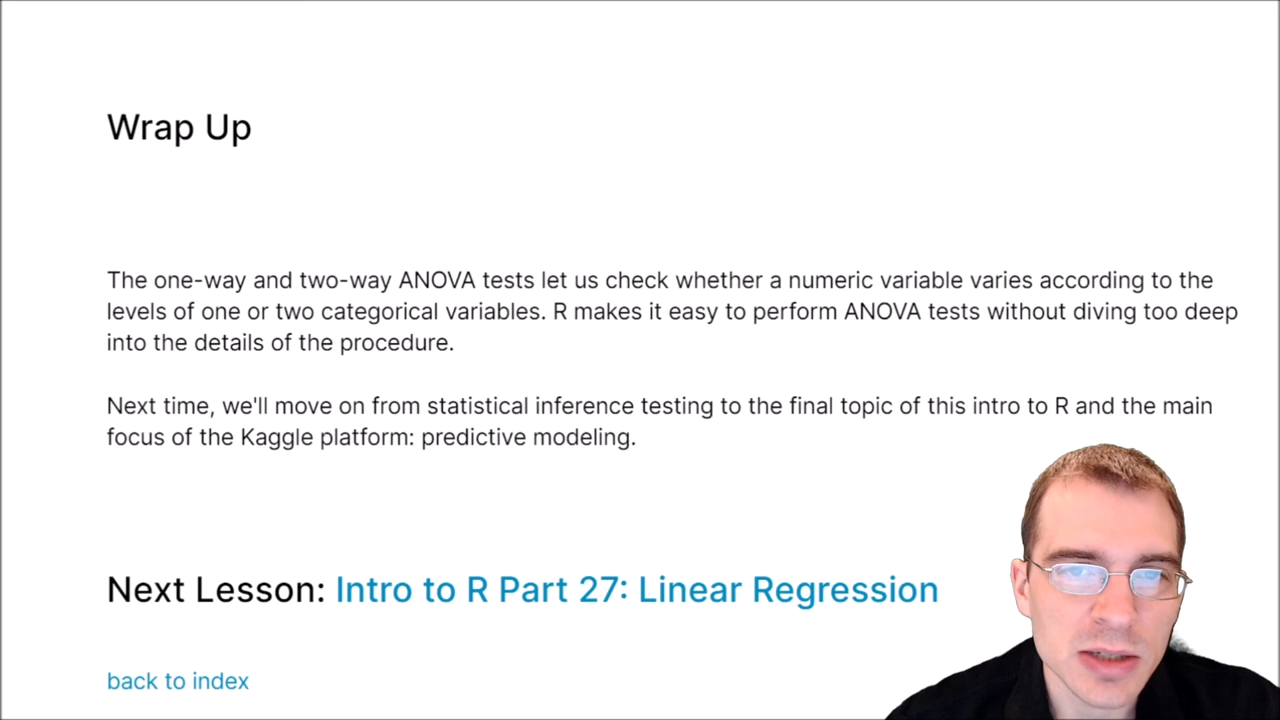 Wrap Up
The one-way and two-way ANOVA tests let us check whether a numeric variable varies according to the
levels of one or two categorical variables. R makes it easy to perform ANOVA tests without diving too deep
into the details of the procedure.
Next time, we'll move on from statistical inference testing to the final topic of this intro to R and the main
focus of the Kaggle platform: predictive modeling.
Next Lesson: Intro to R Part 27: Linear Regression
back to index